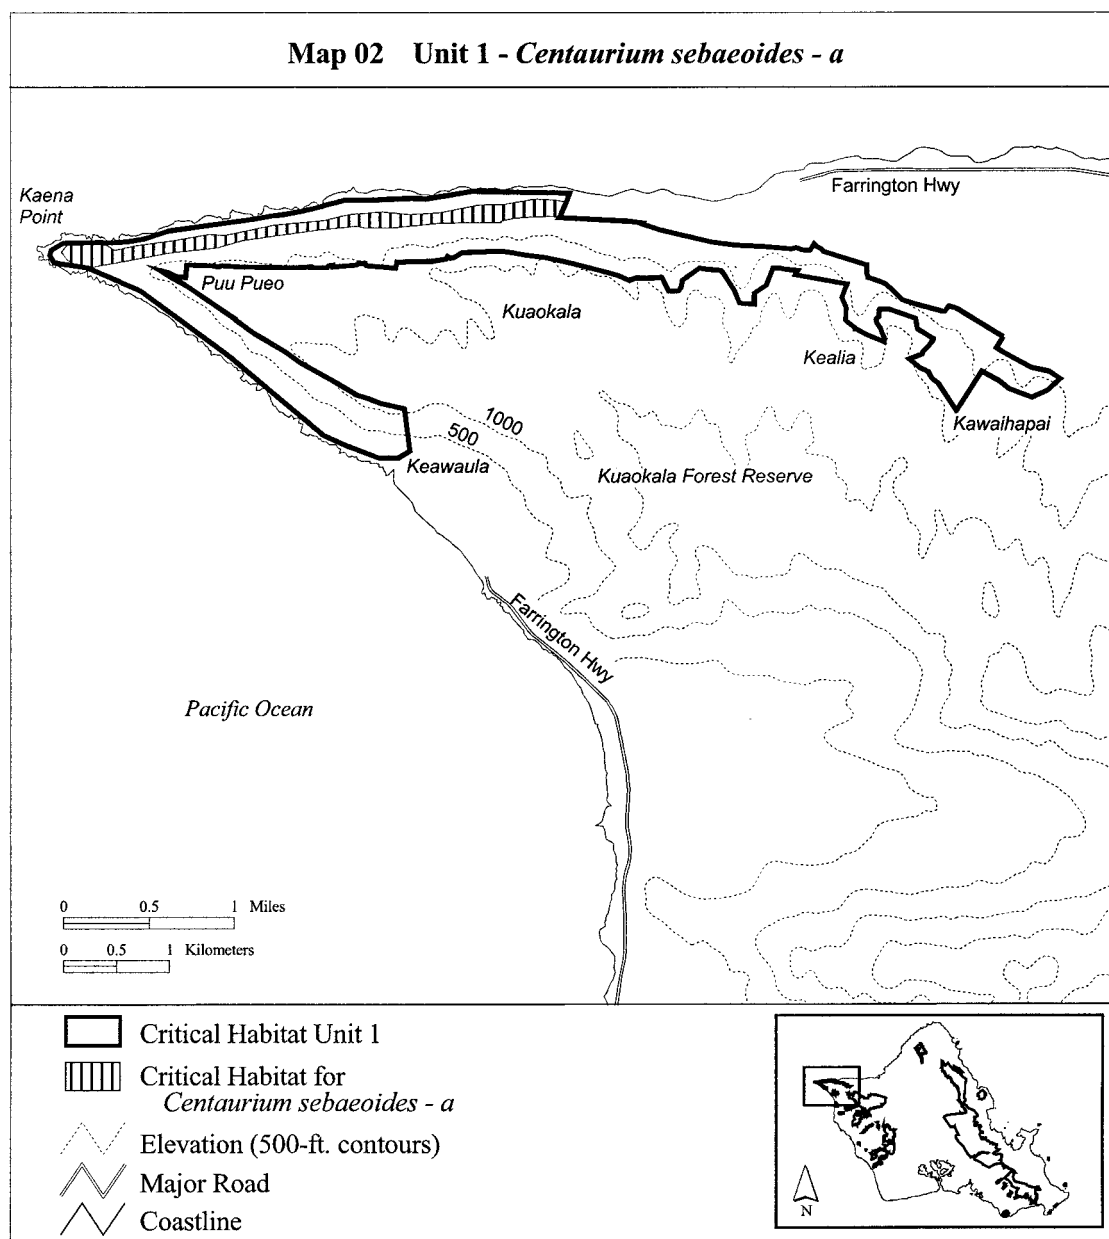 Map 02 Unit 1 - Centaurium sebaeoides - a
Kaena
Point
Farrington Hwy
Puu Pueo
Kuaokala
Kealia
Kawaihapai
1000
500
Keawaula
Kuaokala Forest Reserve
Farrington Hwy
Pacific Ocean
0 0.5 1 Miles
0 0.5 1 Kilometers
Critical Habitat Unit 1
Critical Habitat for
Centaurium sebaeoides - a
Elevation (500-ft. contours)
Major Road
Coastline
N